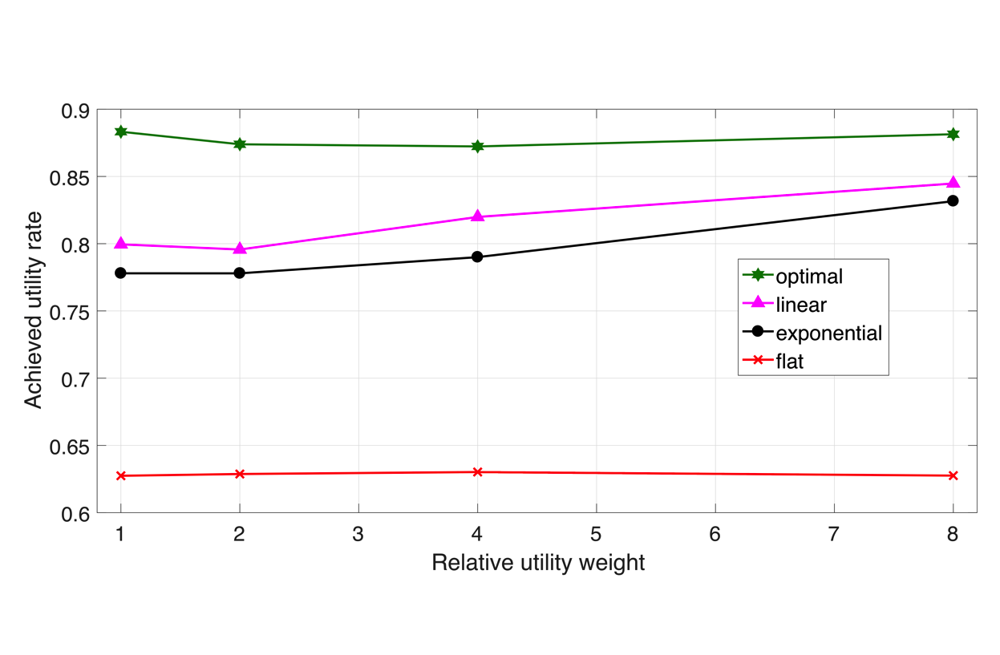 0.9
0.85
0.8
0.75
0.7
0.65
0.6
Achieved utility rate
optimal
linear
exponential
flat
1 2 3 4 5 6 7 8
Relative utility weight